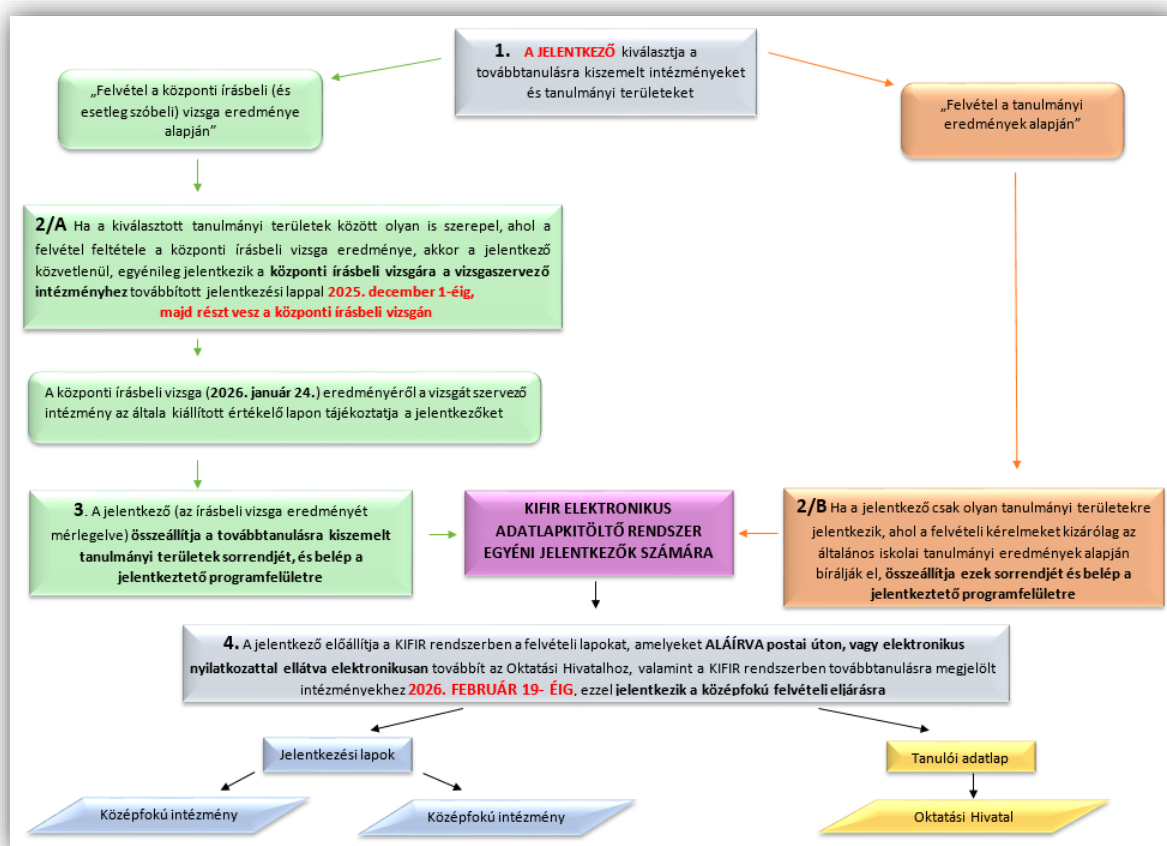 1. A JELENTKEZŐ kiválasztja a
továbbtanulásra kiszemelt intézményeket
és tanulmányi területeket
„Felvétel a központi írásbeli (és
esetleg szóbeli) vizsga eredménye
alapján”
„Felvétel a tanulmányi
eredmények alapján”
2/A Ha a kiválasztott tanulmányi területek között olyan is szerepel, ahol a
felvétel feltétele a központi írásbeli vizsga eredménye, akkor a jelentkező
közvetlenül, egyénileg jelentkezik a központi írásbeli vizsgára a vizsgaszervező
intézményhez továbbított jelentkezési lappal 2025. december 1-éig,
majd részt vesz a központi írásbeli vizsgán
A központi írásbeli vizsga (2026. január 24.) eredményéről a vizsgát szervező
intézmény az általa kiállított értékelő lapon tájékoztatja a jelentkezőket
3. A jelentkező (az írásbeli vizsga eredményét
mérlegelve) összeállítja a továbbtanulásra kiszemelt
tanulmányi területek sorrendjét, és belép a
jelentkeztető programfelületre
KIFIR ELEKTRONIKUS
ADATLAPKITÖLTŐ RENDSZER
EGYÉNI JELENTKEZŐK SZÁMÁRA
2/B Ha a jelentkező csak olyan tanulmányi területekre
jelentkezik, ahol a felvételi kérelmeket kizárólag az
általános iskolai tanulmányi eredmények alapján
bírálják el, összeállítja ezek sorrendjét és belép a
jelentkeztető programfelületre
4. A jelentkező előállítja a KIFIR rendszerben a felvételi lapokat, amelyeket ALÁÍRVA postai úton, vagy elektronikus
nyilatkozattal ellátva elektronikusan továbbít az Oktatási Hivatalhoz, valamint a KIFIR rendszerben továbbtanulásra megjelölt
intézményekhez 2026. FEBRUÁR 19- ÉIG, ezzel jelentkezik a középfokú felvételi eljárásra
Jelentkezési lapok
Tanulói adatlap
Középfokú intézmény
Középfokú intézmény
Oktatási Hivatal